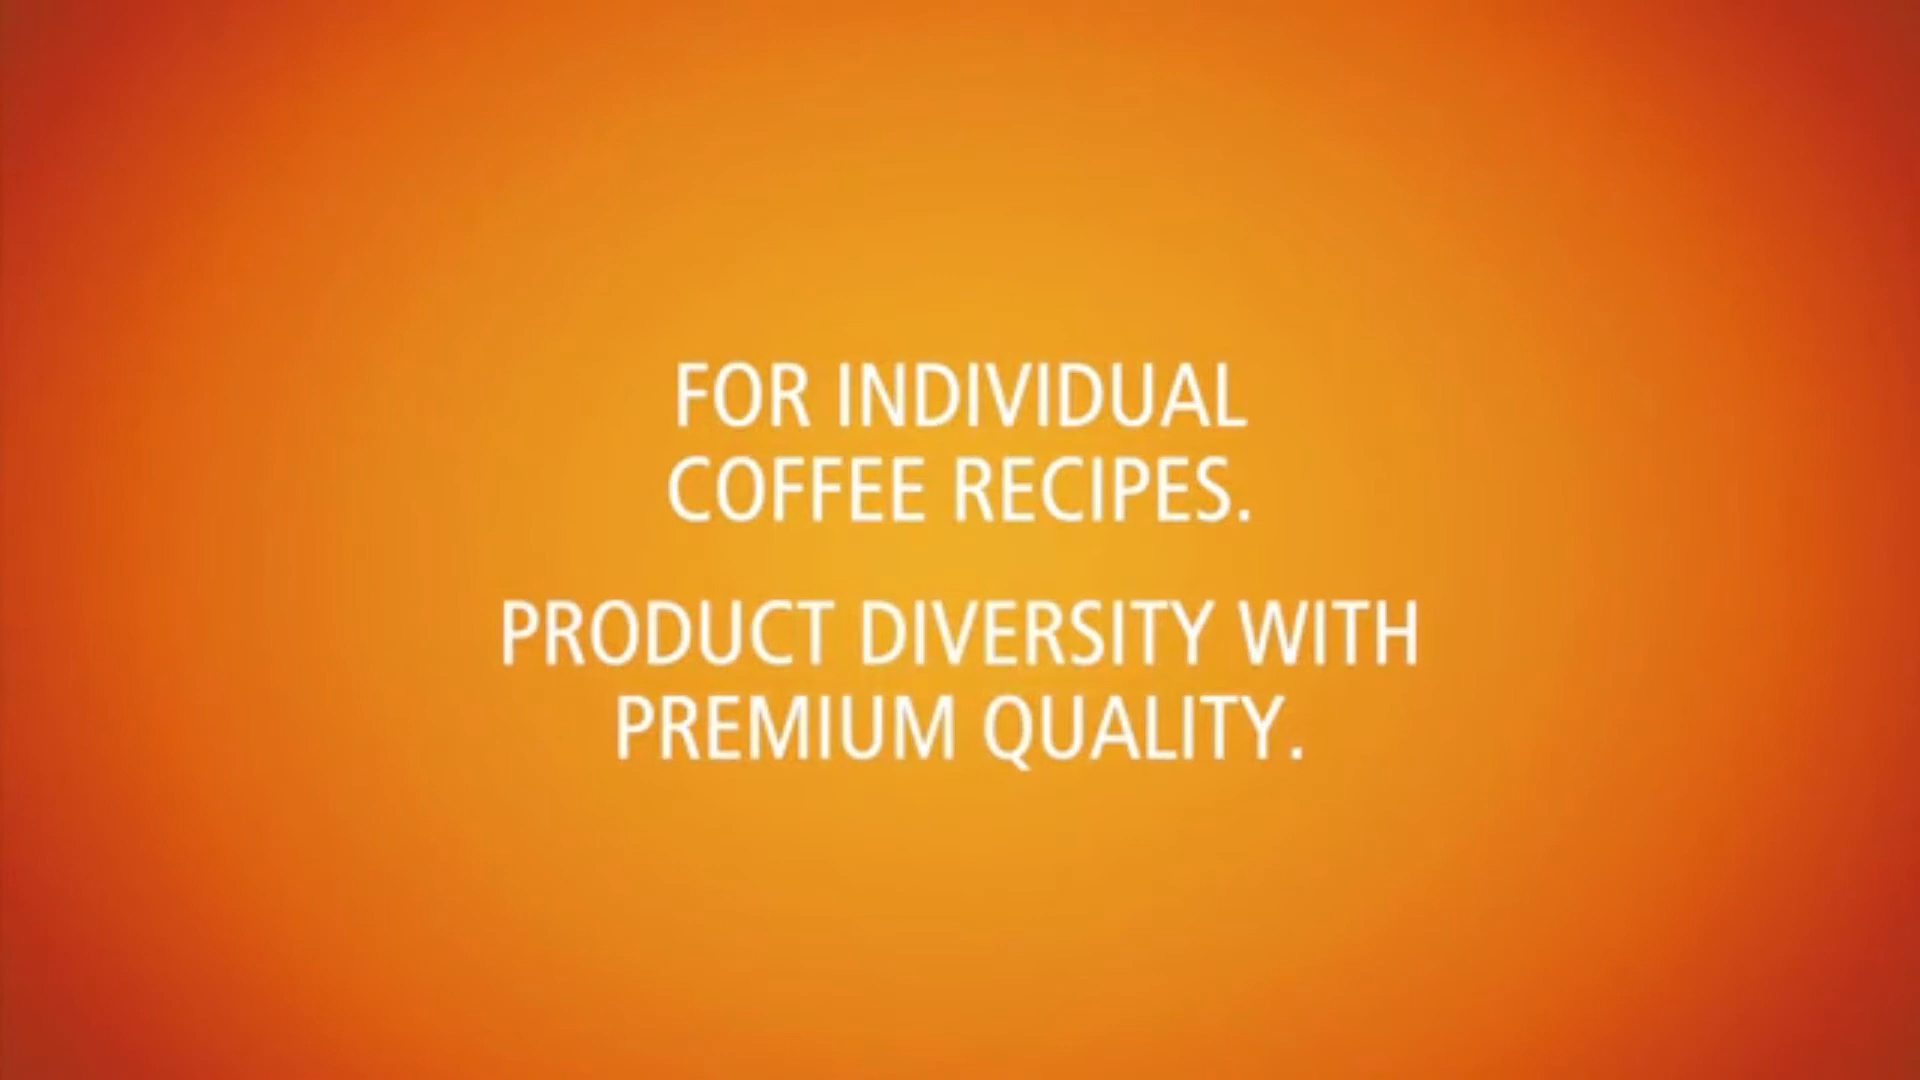 FOR INDIVIDUAL
COFFEE RECIPES.
PRODUCT DIVERSITY WITH
PREMIUM QUALITY.